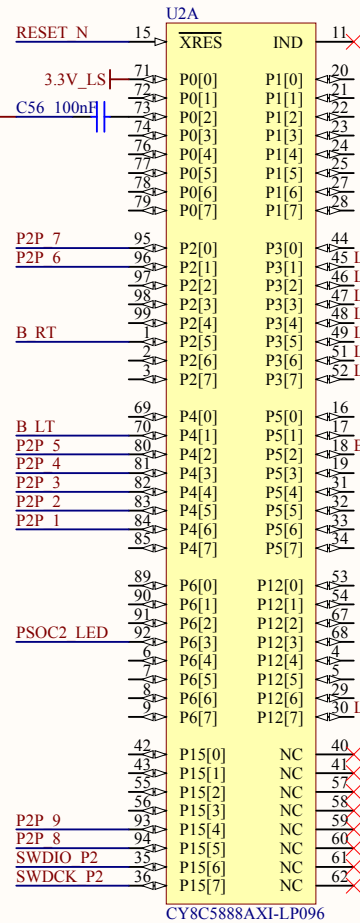 U2A
RESET_N 15 XRES IND 11
3.3V_LS 71 P0[0] P1[0] 20
72 P0[1] P1[1] 21
C56 100nF 73 P0[2] P1[2] 22
74 P0[3] P1[3] 23
76 P0[4] P1[4] 24
77 P0[5] P1[5] 25
78 P0[6] P1[6] 27
79 P0[7] P1[7] 28
P2P_7 95 P2[0] P3[0] 44
P2P_6 96 P2[1] P3[1] 45 L
97 P2[2] P3[2] 46 L
98 P2[3] P3[3] 47 L
99 P2[4] P3[4] 48 L
B_RT 1 P2[5] P3[5] 49 L
2 P2[6] P3[6] 51 L
3 P2[7] P3[7] 52 L
69 P4[0] P5[0] 16
B_LT 70 P4[1] P5[1] 17
P2P_5 80 P4[2] P5[2] 18
P2P_4 81 P4[3] P5[3] 19
P2P_3 82 P4[4] P5[4] 31
P2P_2 83 P4[5] P5[5] 32
P2P_1 84 P4[6] P5[6] 33
85 P4[7] P5[7] 34
89 P6[0] P12[0] 53
90 P6[1] P12[1] 54
91 P6[2] P12[2] 67
PSOC2_LED 92 P6[3] P12[3] 68
6 P6[4] P12[4] 4
7 P6[5] P12[5] 5
8 P6[6] P12[6] 29
9 P6[7] P12[7] 30 L
42 P15[0] NC 40
43 P15[1] NC 41
55 P15[2] NC 57
56 P15[3] NC 58
P2P_9 93 P15[4] NC 59
P2P_8 94 P15[5] NC 60
SWDIO_P2 35 P15[6] NC 61
SWDCK_P2 36 P15[7] NC 62
CY8C5888AXI-LP096